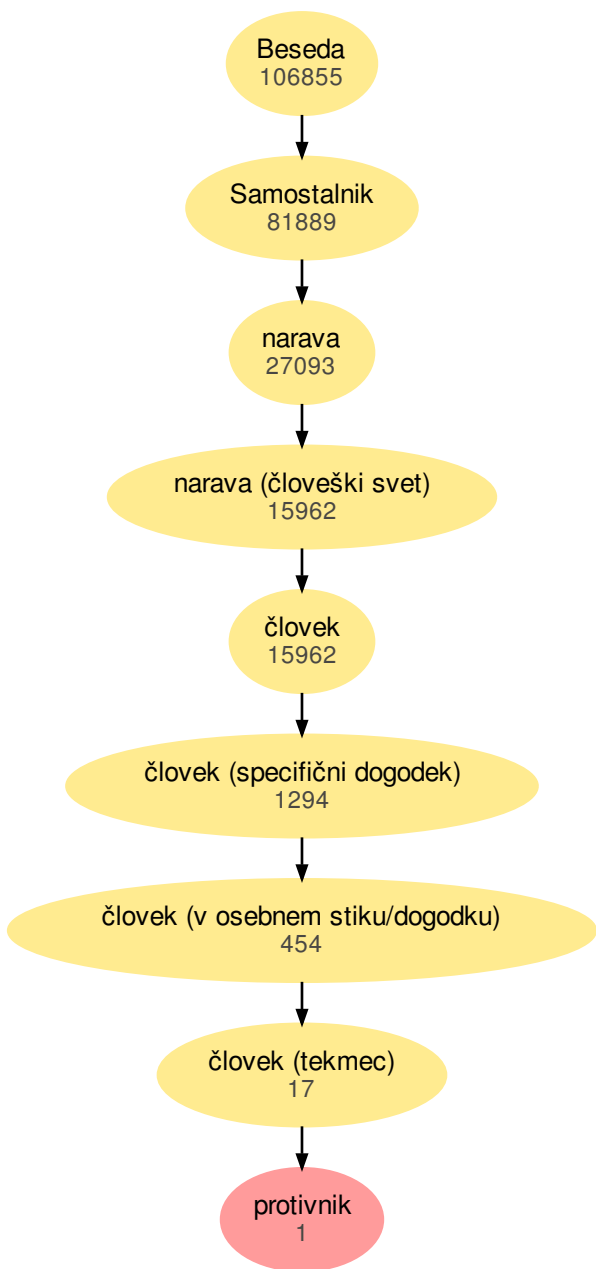 Beseda
106855
Samostalnik
81889
narava
27093
narava (človeški svet)
15962
človek
15962
človek (specifični dogodek)
1294
človek (v osebnem stiku/dogodku)
454
človek (tekmec)
17
protivnik
1